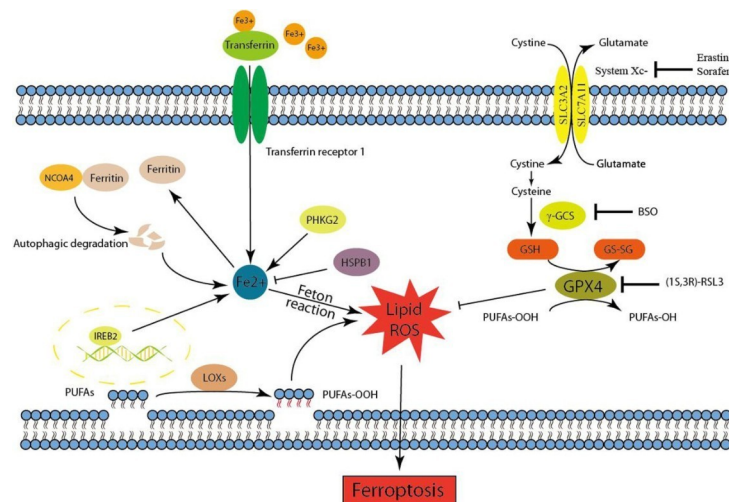 Fe3+
Fe3+
Fe3+
Transferrin
Transferrin receptor 1
Cystine
Glutamate
System Xc-
Erastin
Sorafer
SLC3A2
SLC7A11
Cystine
Glutamate
Cysteine
γ-GCS
BSO
GSH
GS-SG
GPX4
(1S,3R)-RSL3
PUFAs-OOH
PUFAs-OH
NCOA4
Ferritin
Ferritin
Autophagic degradation
PHKG2
HSPB1
Fe2+
Feton
reaction
Lipid
ROS
IREB2
PUFAs
LOXs
PUFAs-OOH
Ferroptosis